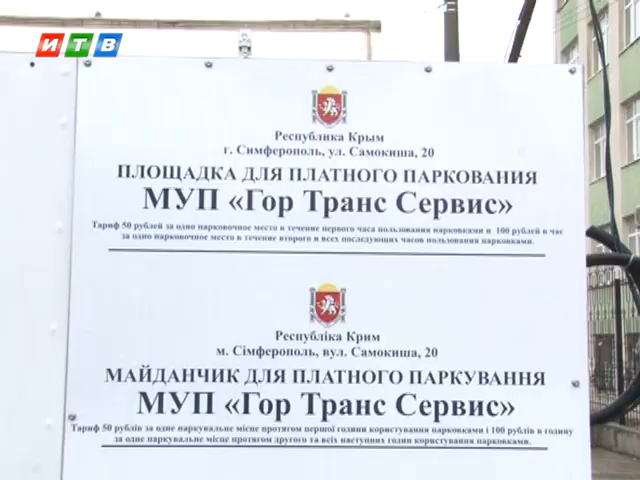 ИТВ
Республика Крым
г. Симферополь, ул. Самокиша, 20
ПЛОЩАДКА ДЛЯ ПЛАТНОГО ПАРКОВАНИЯ
МУП «Гор Транс Сервис»
Тариф 50 рублей за одно парковочное место в течение первого часа пользования парковками и 100 рублей в час
за одно парковочное место в течение второго и всех последующих часов пользования парковками.
Республіка Крим
м. Сімферополь, вул. Самокиша, 20
МАЙДАНЧИК ДЛЯ ПЛАТНОГО ПАРКУВАННЯ
МУП «Гор Транс Сервис»
Тариф 50 рублів за одне паркувальне місце протягом першої години користування парковками і 100 рублів в годину
за одне паркувальне місце протягом другого та всіх наступних годин користування парковками.